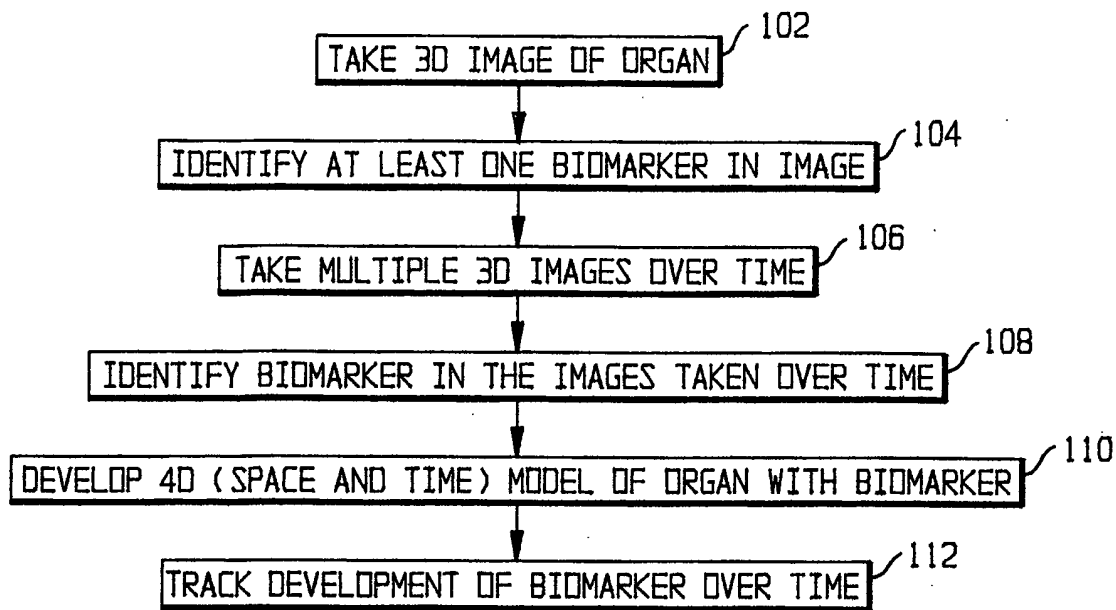 102
TAKE 3D IMAGE OF ORGAN
104
IDENTIFY AT LEAST ONE BIOMARKER IN IMAGE
106
TAKE MULTIPLE 3D IMAGES OVER TIME
108
IDENTIFY BIOMARKER IN THE IMAGES TAKEN OVER TIME
110
DEVELOP 4D (SPACE AND TIME) MODEL OF ORGAN WITH BIOMARKER
112
TRACK DEVELOPMENT OF BIOMARKER OVER TIME